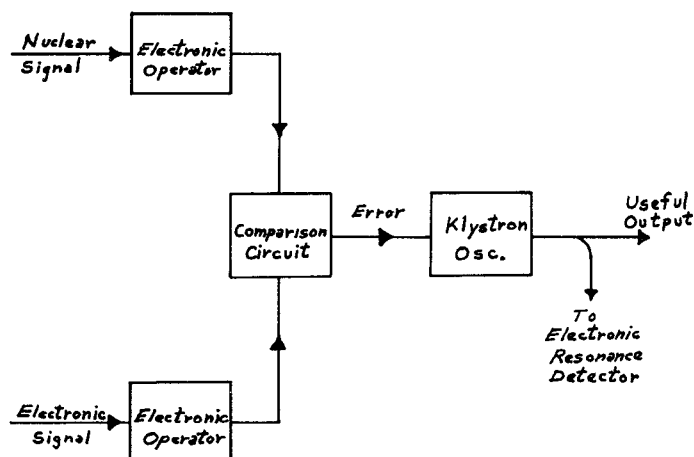 Nuclear
Signal
Electronic
Operator
Comparison
Circuit
Error
Klystron
Osc.
Useful
Output
To
Electronic
Resonance
Detector
Electronic
Signal
Electronic
Operator